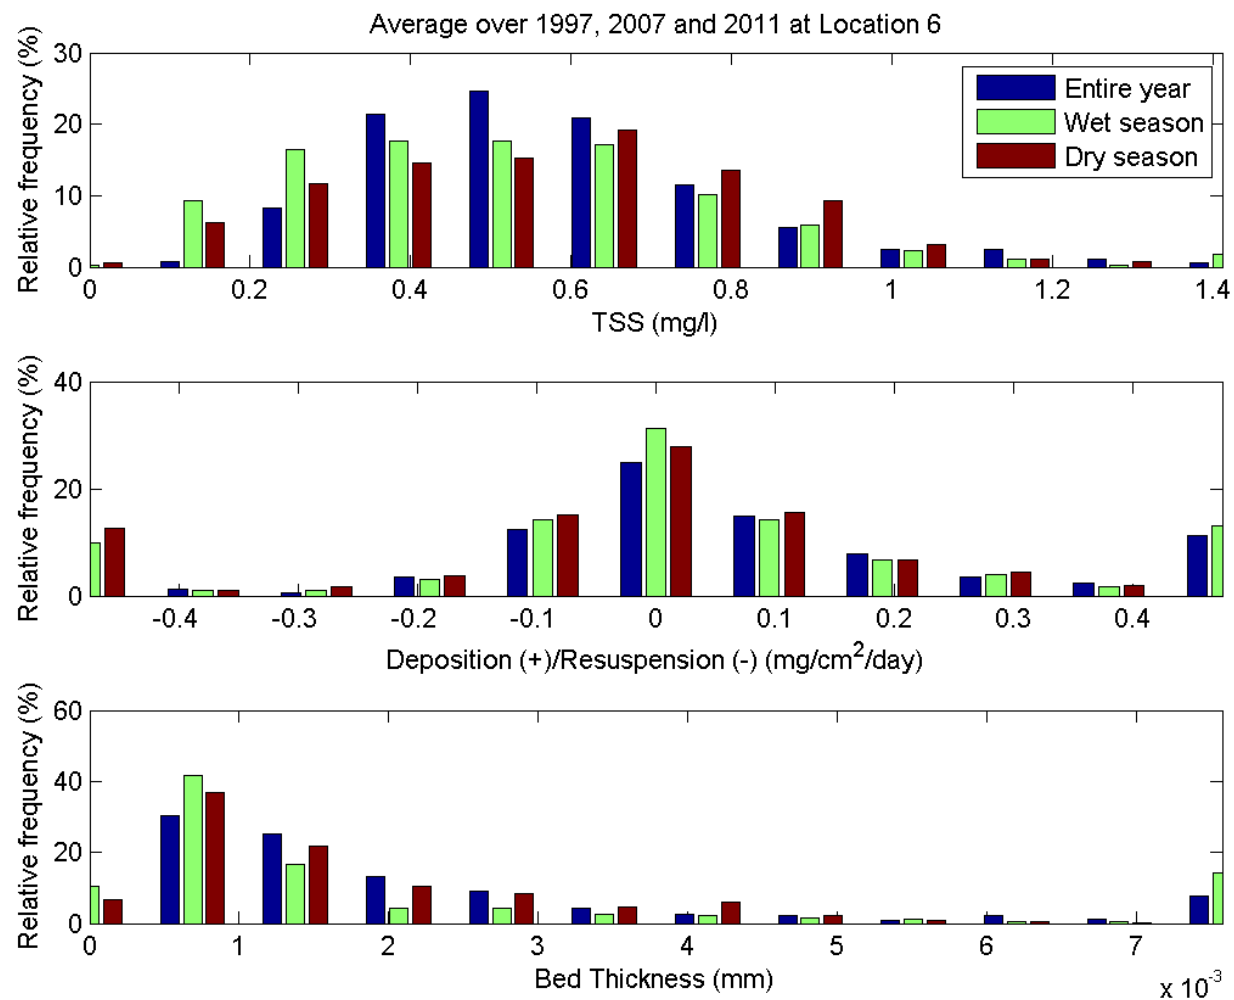 Average over 1997, 2007 and 2011 at Location 6
Relative frequency (%)
30
20
10
0
Entire year
Wet season
Dry season
0 0.2 0.4 0.6 0.8 1 1.2 1.4
TSS (mg/l)
Relative frequency (%)
40
20
0
-0.4 -0.3 -0.2 -0.1 0 0.1 0.2 0.3 0.4
Deposition (+)/Resuspension (-) (mg/cm²/day)
Relative frequency (%)
60
40
20
0
0 1 2 3 4 5 6 7
Bed Thickness (mm)
x 10⁻³